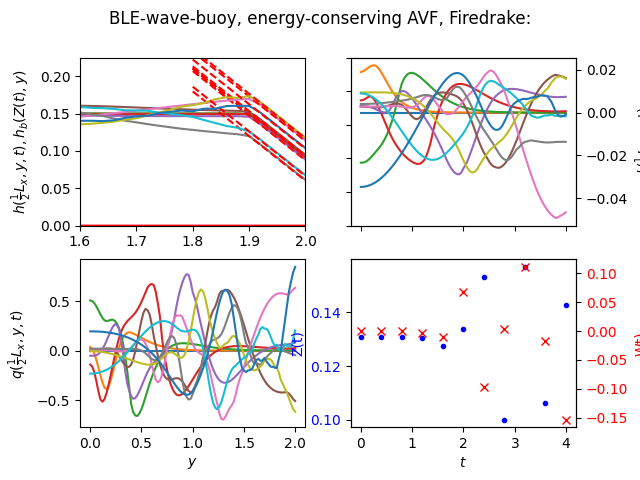 BLE-wave-buoy, energy-conserving AVF, Firedrake:
h(½L_x, y, t), h_b(Z(t), y)
0.20
0.15
0.10
0.05
0.00
1.6 1.7 1.8 1.9 2.0
0.02
0.00
−0.02
−0.04
q(½L_x, y, t)
0.5
0.0
−0.5
0.0 0.5 1.0 1.5 2.0
y
Z(t)
0.14
0.12
0.10
0 1 2 3 4
t
0.10
0.05
0.00
−0.05
−0.10
−0.15